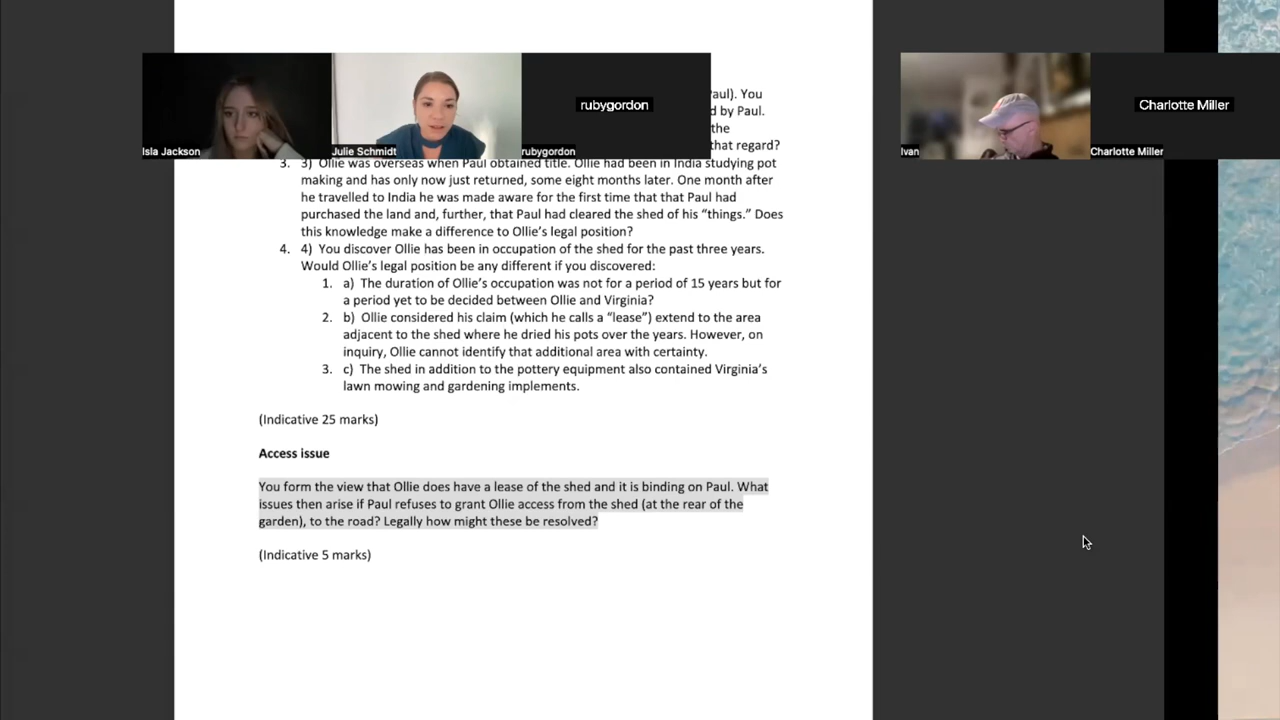 Paul). You
d by Paul.
the
that regard?
rubygordon
Charlotte Miller
Isla Jackson
Julie Schmidt
rubygordon
Ivan
Charlotte Miller
3. 3) Ollie was overseas when Paul obtained title. Ollie had been in India studying pot
making and has only now just returned, some eight months later. One month after
he travelled to India he was made aware for the first time that that Paul had
purchased the land and, further, that Paul had cleared the shed of his “things.” Does
this knowledge make a difference to Ollie’s legal position?
4. 4) You discover Ollie has been in occupation of the shed for the past three years.
Would Ollie’s legal position be any different if you discovered:
1. a) The duration of Ollie’s occupation was not for a period of 15 years but for
a period yet to be decided between Ollie and Virginia?
2. b) Ollie considered his claim (which he calls a “lease”) extend to the area
adjacent to the shed where he dried his pots over the years. However, on
inquiry, Ollie cannot identify that additional area with certainty.
3. c) The shed in addition to the pottery equipment also contained Virginia’s
lawn mowing and gardening implements.
(Indicative 25 marks)
Access issue
You form the view that Ollie does have a lease of the shed and it is binding on Paul. What
issues then arise if Paul refuses to grant Ollie access from the shed (at the rear of the
garden), to the road? Legally how might these be resolved?
(Indicative 5 marks)